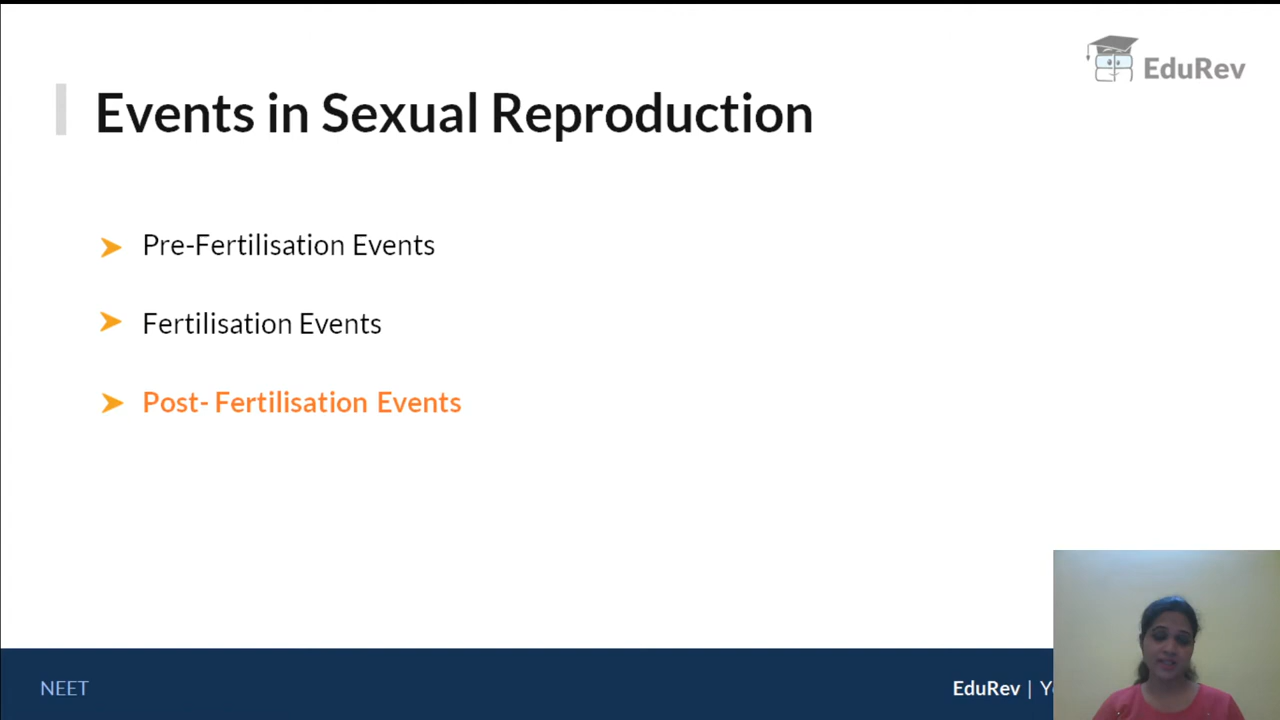 EduRev
Events in Sexual Reproduction
Pre-Fertilisation Events
Fertilisation Events
Post- Fertilisation Events
NEET
EduRev |